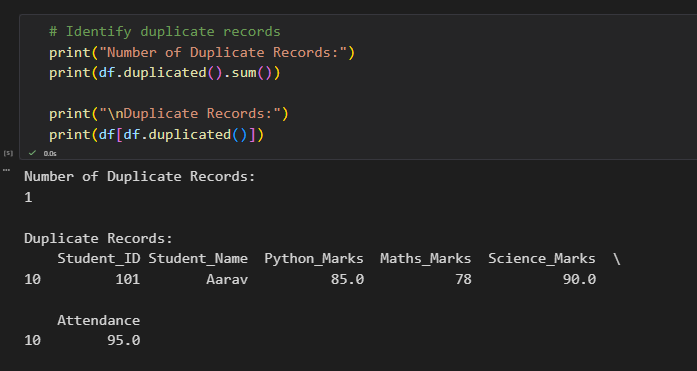 # Identify duplicate records
print("Number of Duplicate Records:")
print(df.duplicated().sum())
print("\nDuplicate Records:")
print(df[df.duplicated()])
[5] ✓ 0.0s
...
Number of Duplicate Records:
1
Duplicate Records:
    Student_ID Student_Name  Python_Marks  Maths_Marks  Science_Marks  \
10         101        Aarav          85.0           78           90.0
    Attendance
10        95.0